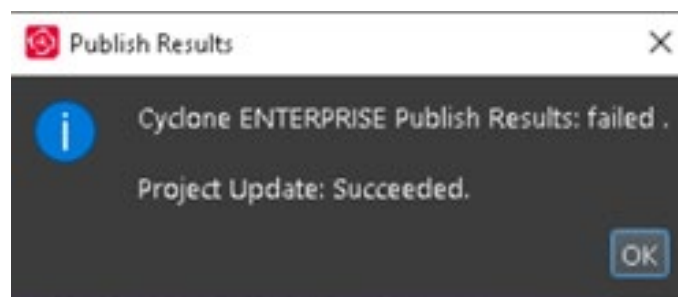 Publish Results
Cyclone ENTERPRISE Publish Results: failed .
Project Update: Succeeded.
OK